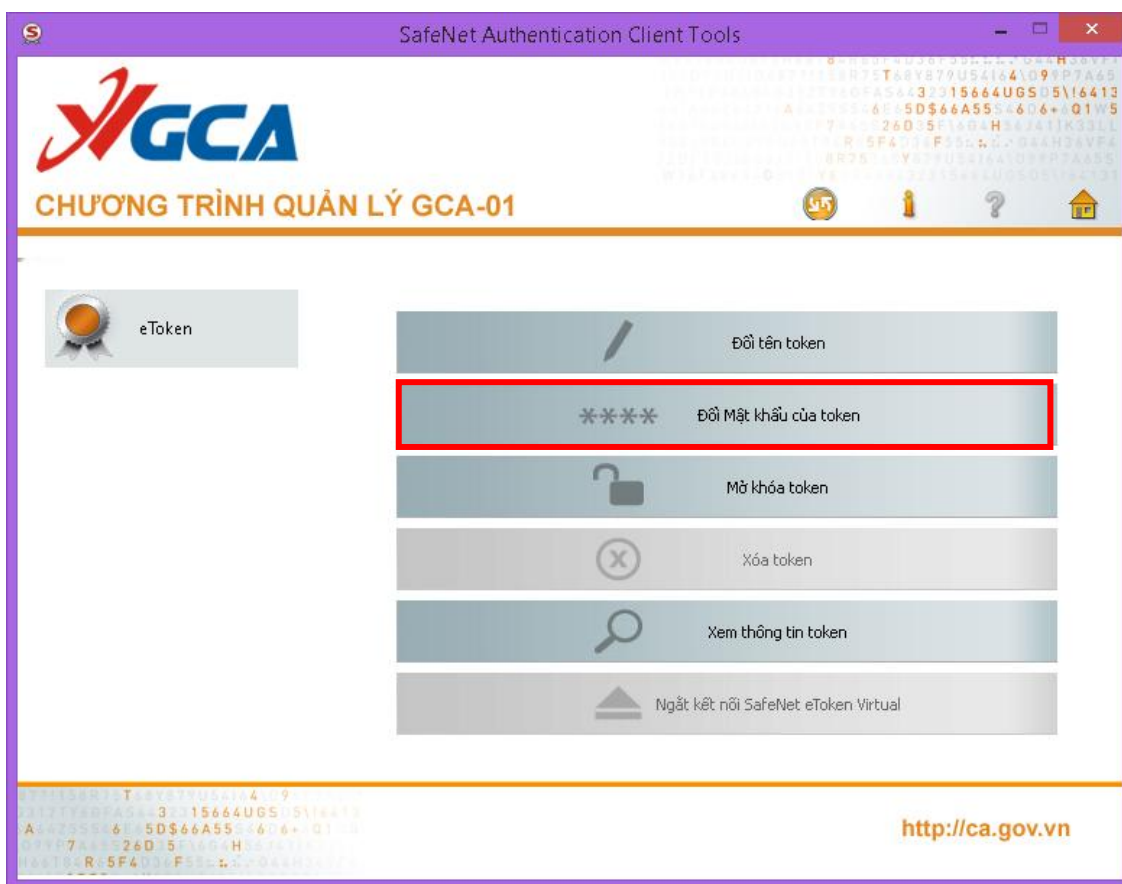 SafeNet Authentication Client Tools
GCA
CHƯƠNG TRÌNH QUẢN LÝ GCA-01
eToken
Đổi tên token
**** Đổi Mật khẩu của token
Mở khóa token
Xóa token
Xem thông tin token
Ngắt kết nối SafeNet eToken Virtual
http://ca.gov.vn